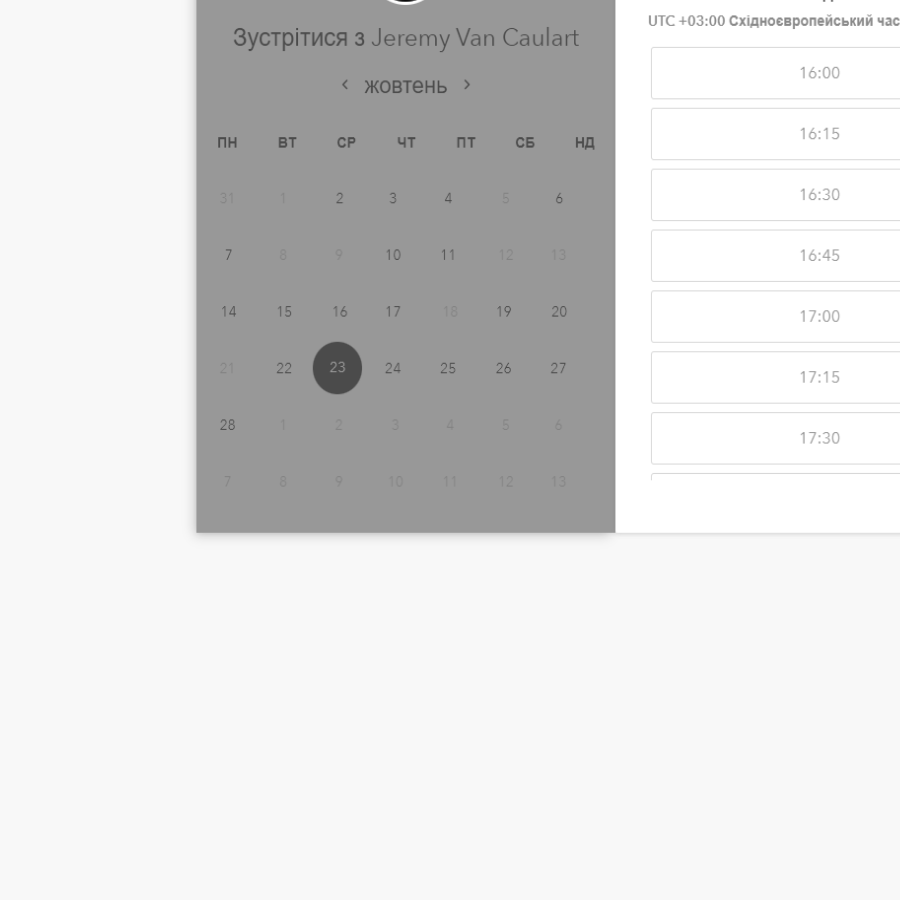 Зустрітися з Jeremy Van Caulart
жовтень
ПН ВТ СР ЧТ ПТ СБ НД
31 1 2 3 4 5 6
7 8 9 10 11 12 13
14 15 16 17 18 19 20
21 22 23 24 25 26 27
28 1 2 3 4 5 6
7 8 9 10 11 12 13
UTC +03:00 Східноєвропейський час
16:00
16:15
16:30
16:45
17:00
17:15
17:30